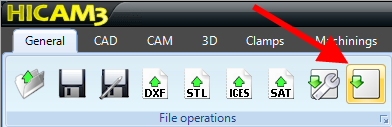 HICAM3
General CAD CAM 3D Clamps Machinings
DXF STL IGES SAT
File operations